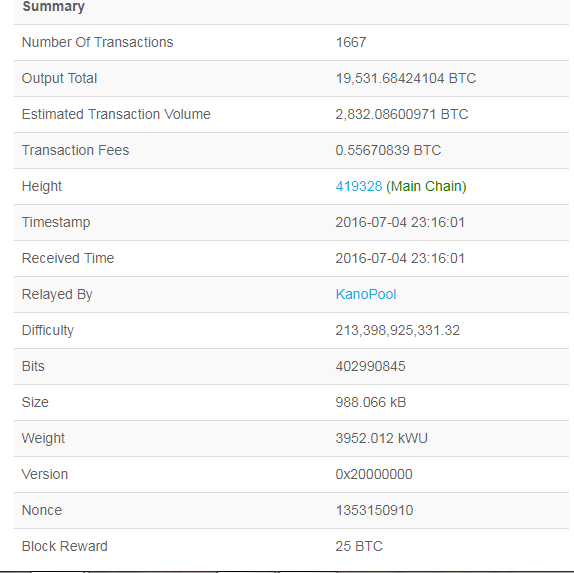 Summary
Number Of Transactions 1667
Output Total 19,531.68424104 BTC
Estimated Transaction Volume 2,832.08600971 BTC
Transaction Fees 0.55670839 BTC
Height 419328 (Main Chain)
Timestamp 2016-07-04 23:16:01
Received Time 2016-07-04 23:16:01
Relayed By KanoPool
Difficulty 213,398,925,331.32
Bits 402990845
Size 988.066 kB
Weight 3952.012 kWU
Version 0x20000000
Nonce 1353150910
Block Reward 25 BTC